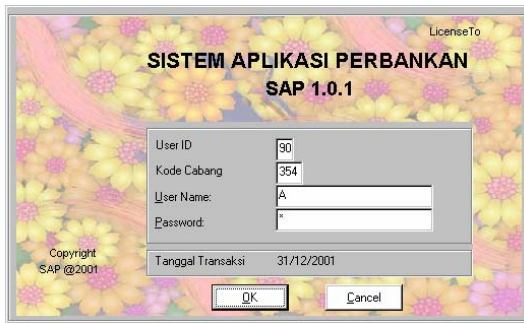 LicenseTo
SISTEM APLIKASI PERBANKAN
SAP 1.0.1
User ID 90
Kode Cabang 354
User Name: A
Password: *
Copyright
SAP @2001
Tanggal Transaksi 31/12/2001
OK Cancel